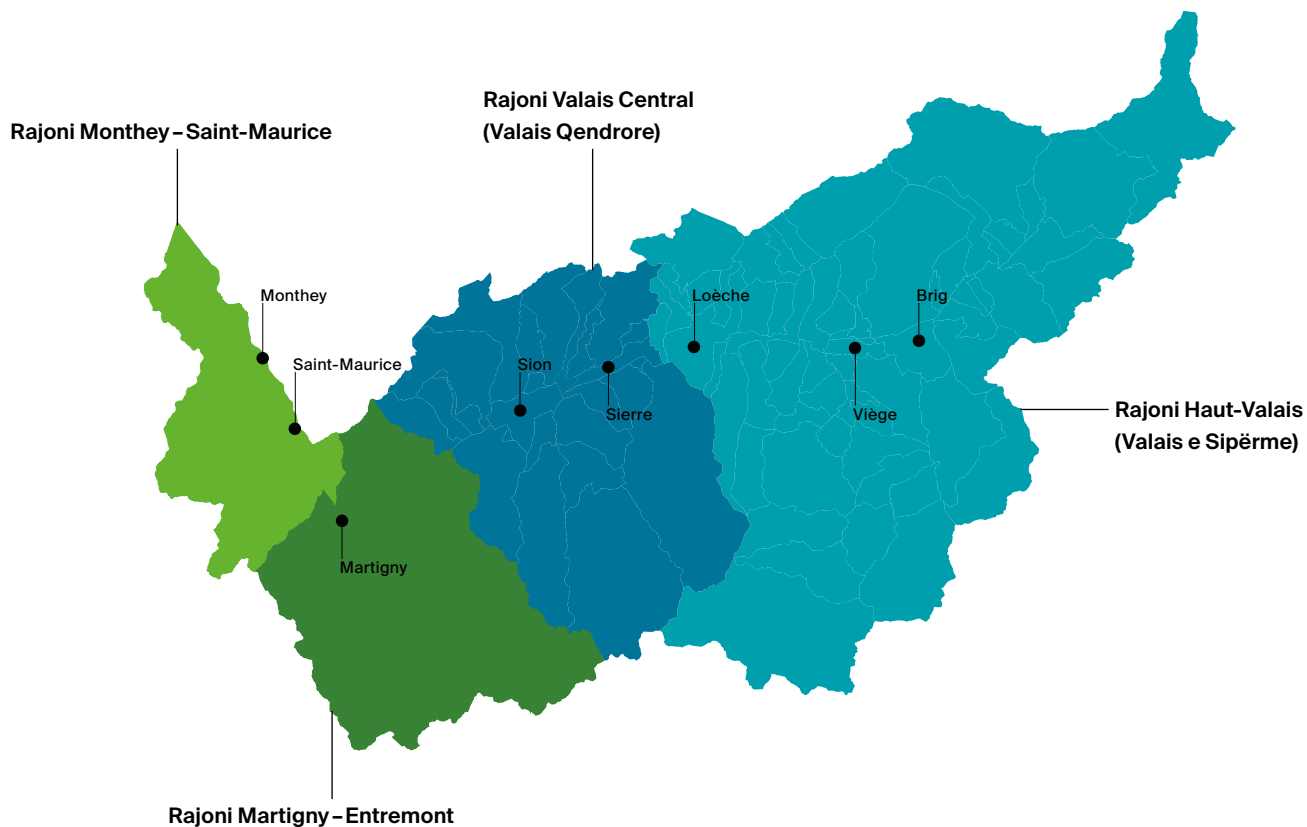 Rajoni Valais Central
(Valais Qendrore)
Rajoni Monthey – Saint-Maurice
Monthey
Loèche
Brig
Saint-Maurice
Sion
Sierre
Viège
Rajoni Haut-Valais
(Valais e Sipërme)
Martigny
Rajoni Martigny – Entremont